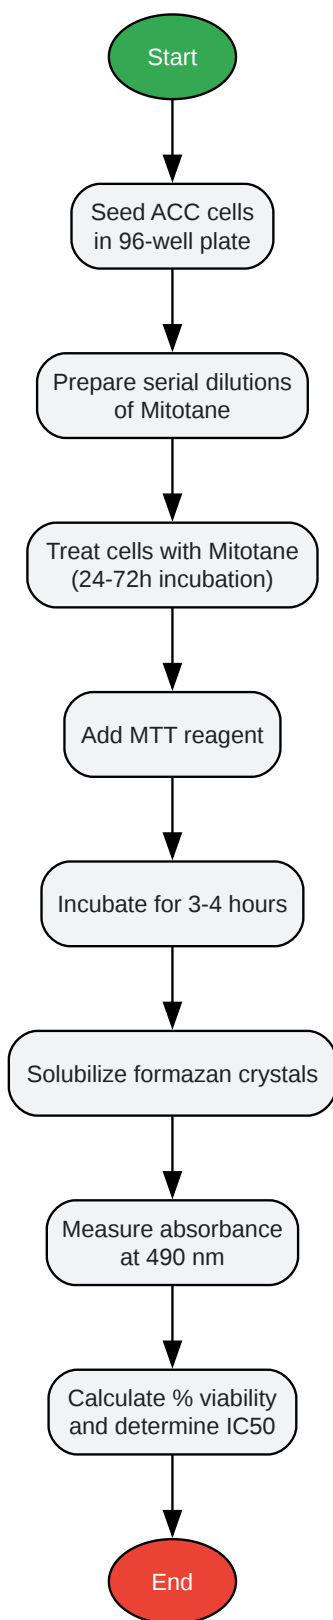 Start
Seed ACC cells
in 96-well plate
Prepare serial dilutions
of Mitotane
Treat cells with Mitotane
(24-72h incubation)
Add MTT reagent
Incubate for 3-4 hours
Solubilize formazan crystals
Measure absorbance
at 490 nm
Calculate % viability
and determine IC50
End